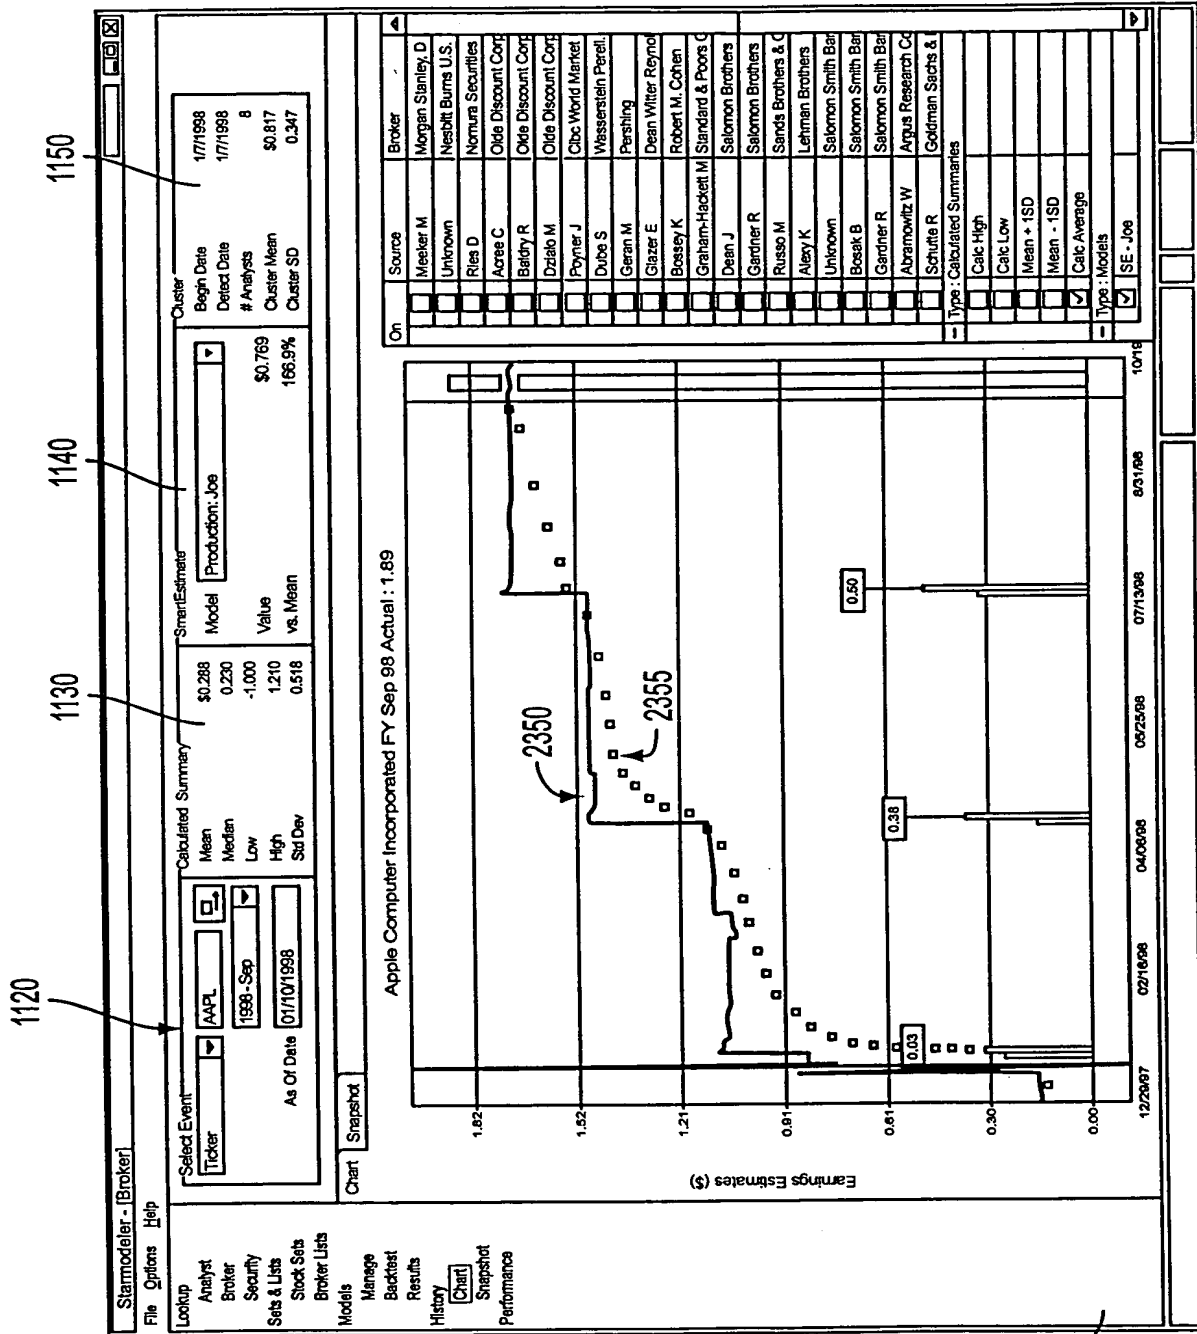 1120
1130
1140
1150
Starmodeler - [Broker]
File Options Help
Lookup
Analyst
Broker
Security
Sets & Lists
Stock Sets
Broker Lists
Models
Manage
Backtest
Results
History
Chart
Snapshot
Performance
Select Event
Ticker
AAPL
1998 - Sep
As Of Date 01/10/1998
Calculated Summary
Mean $0.288
Median 0.230
Low -1.000
High 1.210
Std Dev 0.518
SmartEstimate
Model Production: Joe
Value $0.769
vs. Mean 166.9%
Cluster
Begin Date 1/7/1998
Detect Date 1/7/1998
# Analysts 8
Cluster Mean $0.817
Cluster SD 0.347
Chart Snapshot
Apple Computer Incorporated FY Sep 98 Actual : 1.89
Earnings Estimates ($)
1.82
1.52
1.21
0.91
0.61
0.30
0.00
2350
2355
0.03
0.38
0.50
12/29/97 02/16/98 04/06/98 05/25/98 07/13/98 8/31/98 10/19
On Source Broker
Meeker M Morgan Stanley, D
Unknown Nesbitt Burns U.S.
Ries D Nomura Securities
Acree C Olde Discount Corp
Baldry R Olde Discount Corp
Dzialo M Olde Discount Corp
Poyner J Cibc World Market
Dube S Wasserstein Perell.
Geran M Pershing
Glazer E Dean Witter Reynol
Bossey K Robert M. Cohen
Graham-Hackett M Standard & Poors C
Dean J Salomon Brothers
Gardner R Salomon Brothers
Russo M Sands Brothers & C
Alexy K Lehman Brothers
Unknown Salomon Smith Bar
Bosak B Salomon Smith Bar
Gardner R Salomon Smith Bar
Abramowitz W Argus Research Co
Schutte R Goldman Sachs &
Type : Calculated Summaries
Calc High
Calc Low
Mean + 1SD
Mean - 1SD
Calc Average
Type : Models
SE - Joe